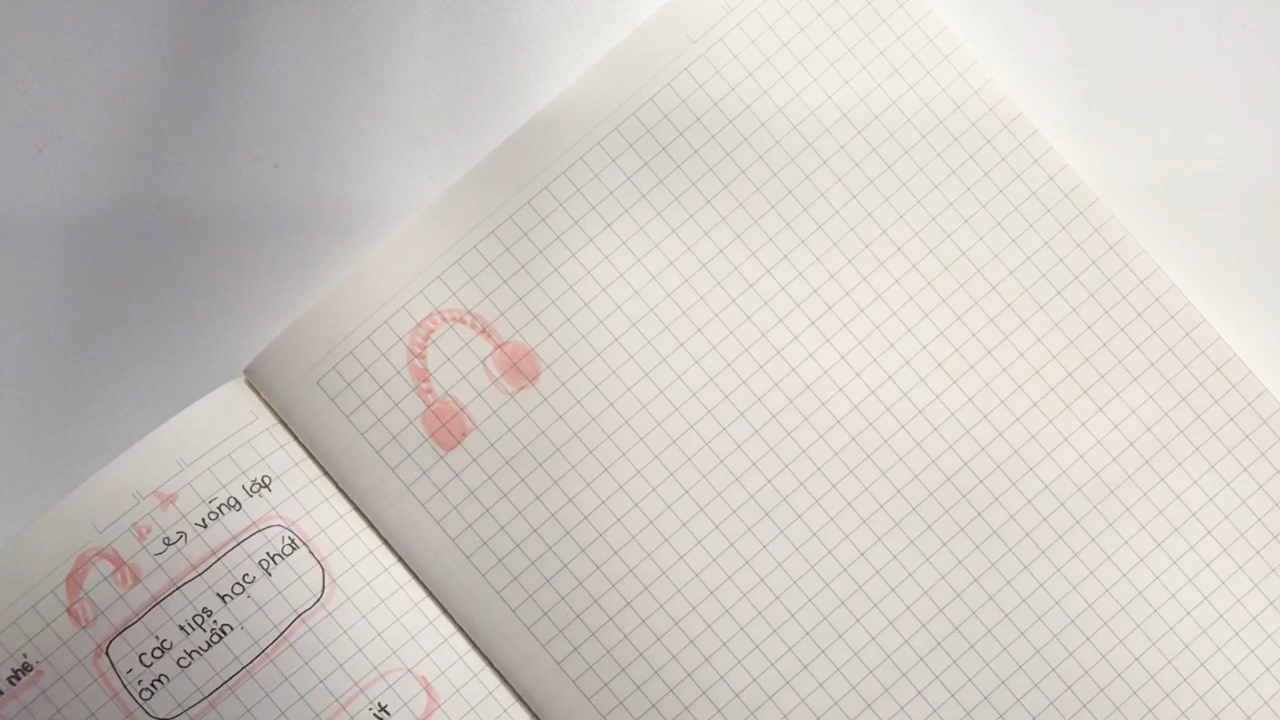 vòng lặp
- Các tips học phát
âm chuẩn.
nhé.
it